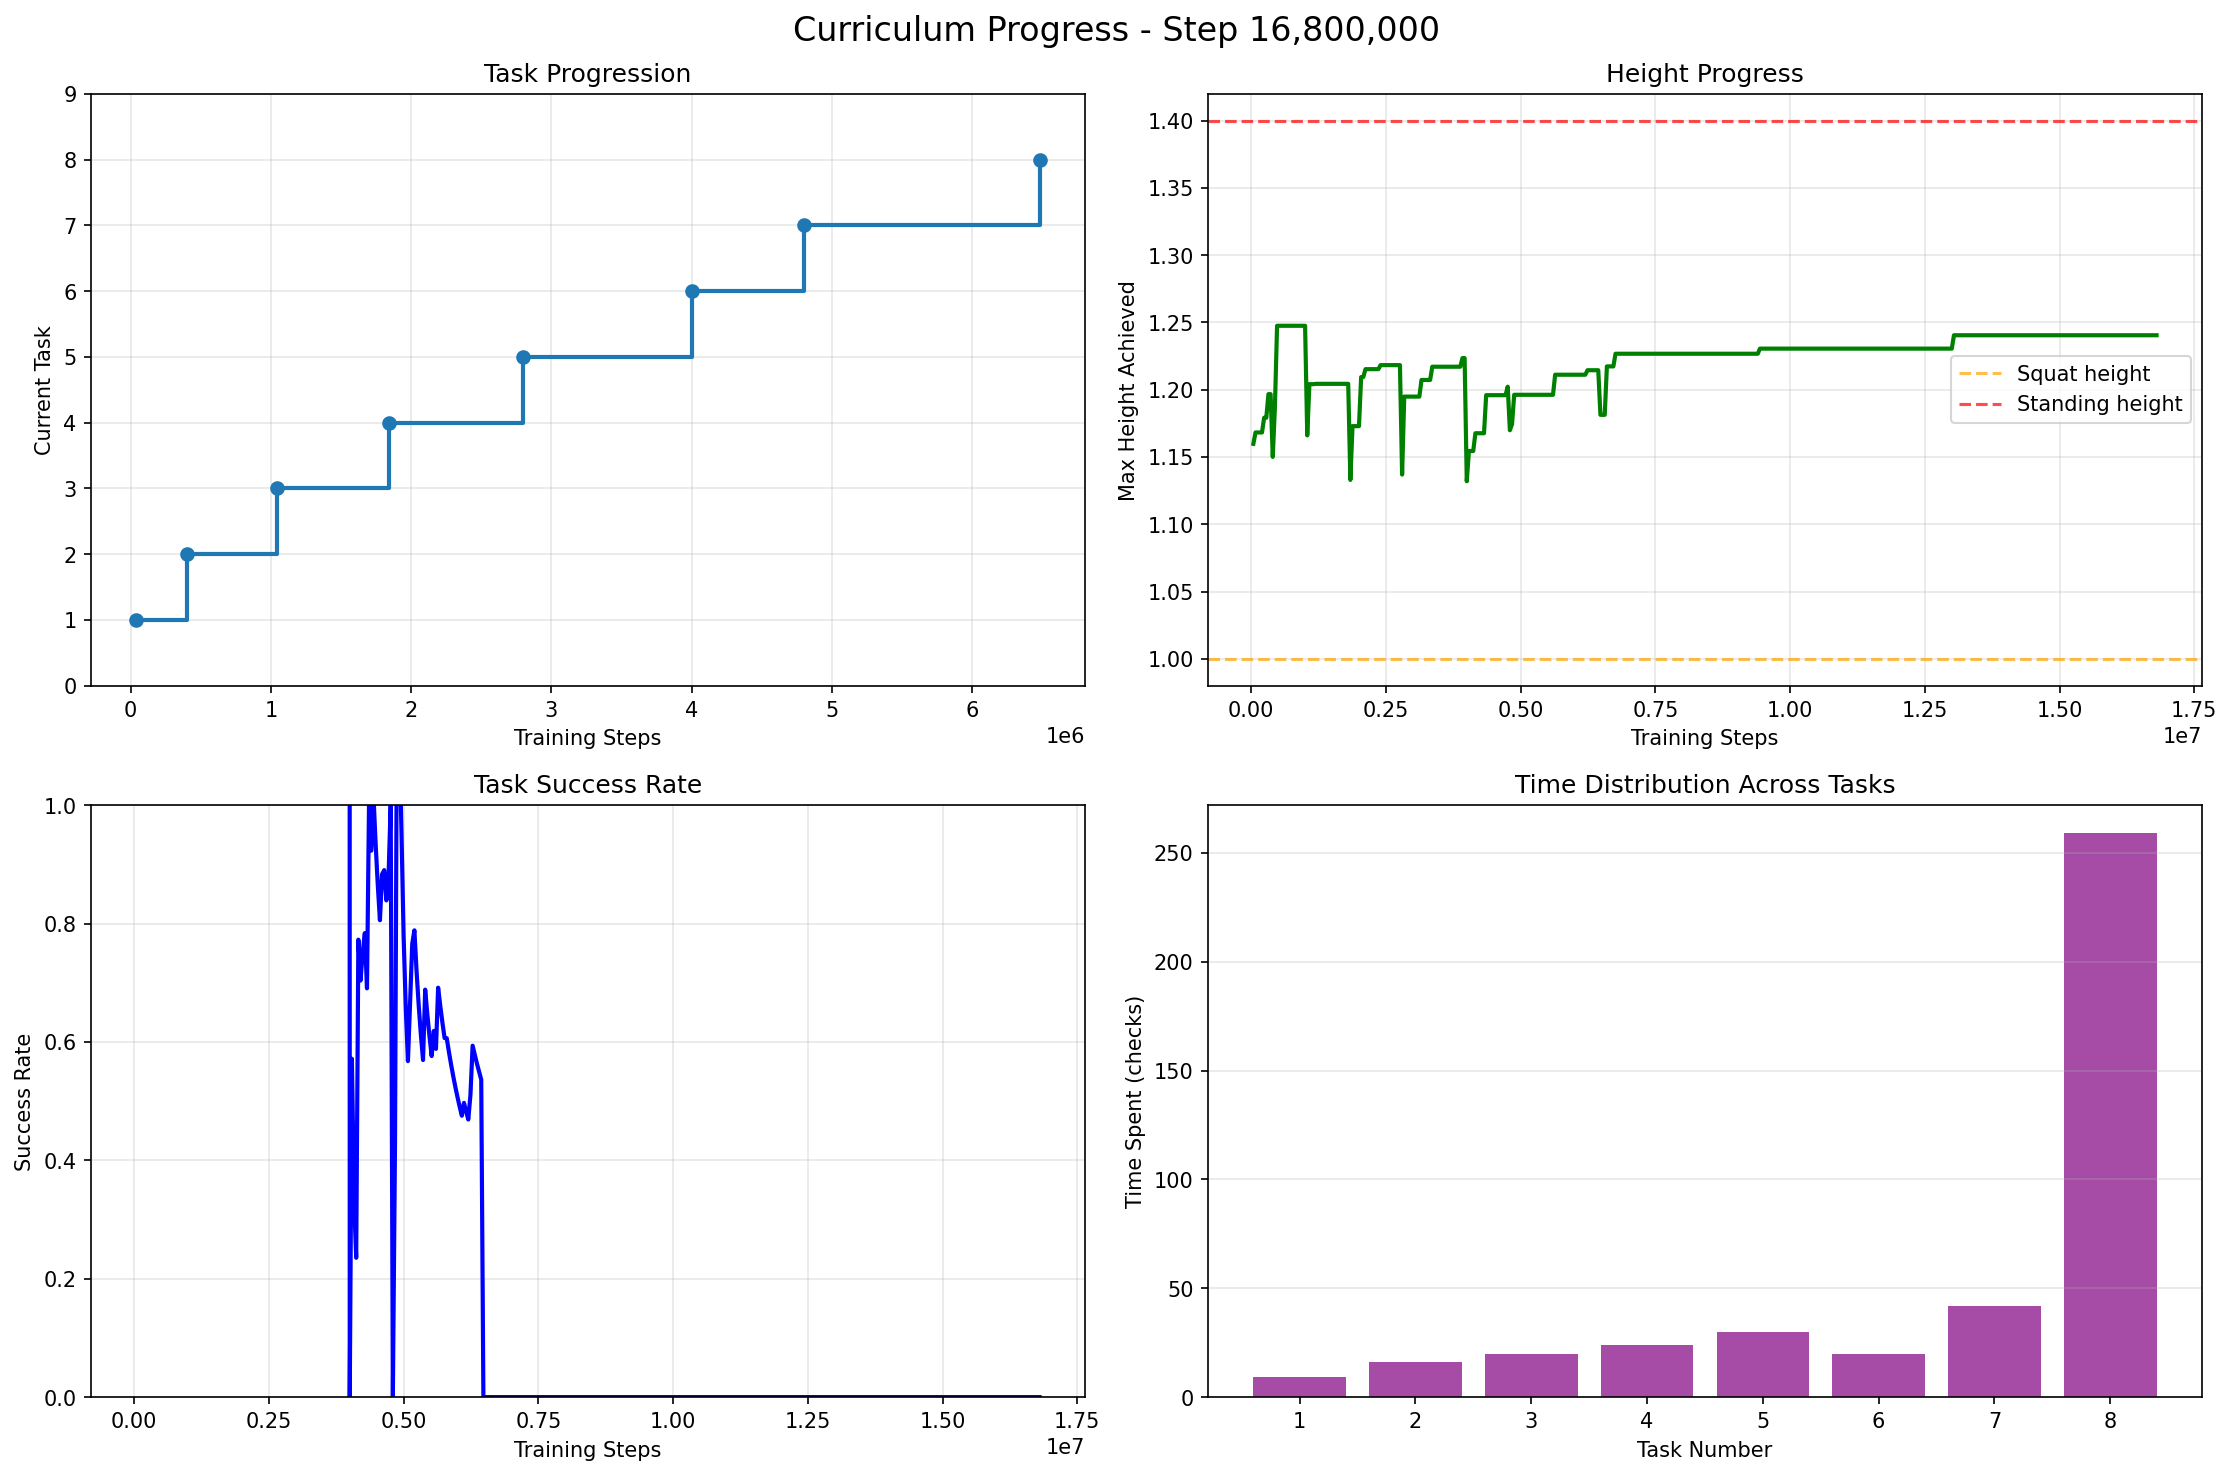 Curriculum Progress - Step 16,800,000
Task Progression
9
8
7
6
5
4
3
2
1
0
Current Task
0 1 2 3 4 5 6
Training Steps
1e6
Height Progress
1.40
1.35
1.30
1.25
1.20
1.15
1.10
1.05
1.00
Max Height Achieved
Squat height
Standing height
0.00 0.25 0.50 0.75 1.00 1.25 1.50 1.75
Training Steps
1e7
Task Success Rate
1.0
0.8
0.6
0.4
0.2
0.0
Success Rate
0.00 0.25 0.50 0.75 1.00 1.25 1.50 1.75
Training Steps
1e7
Time Distribution Across Tasks
250
200
150
100
50
0
Time Spent (checks)
1 2 3 4 5 6 7 8
Task Number